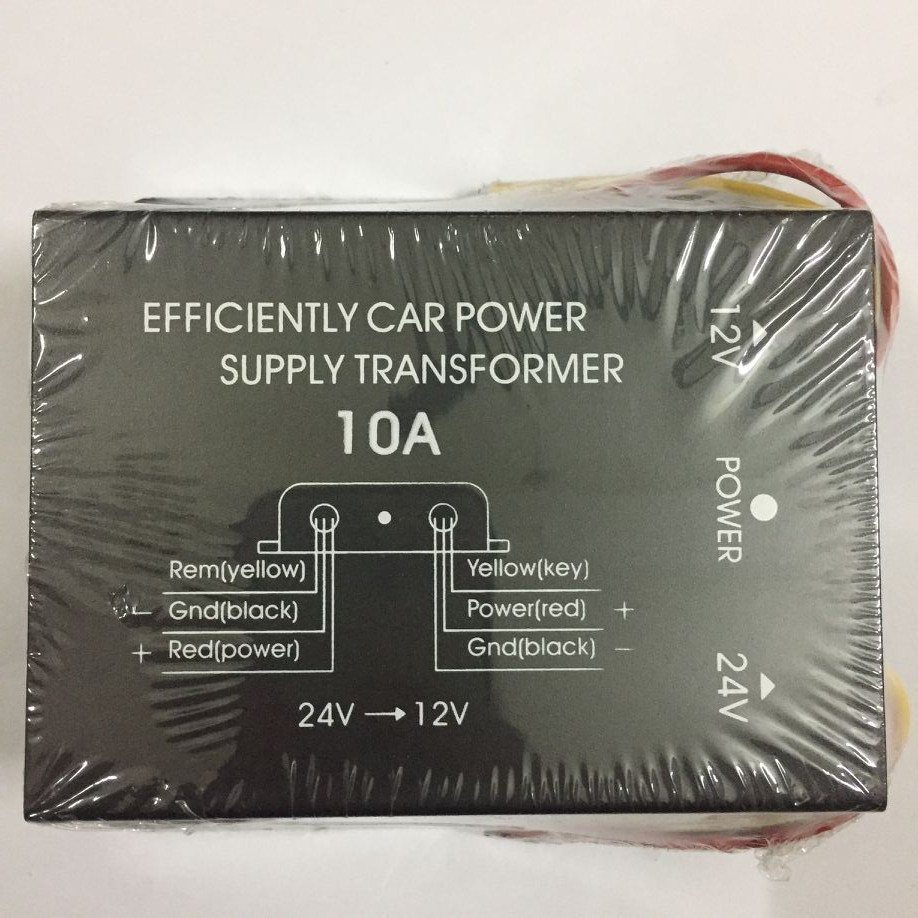 EFFICIENTLY CAR POWER
SUPPLY TRANSFORMER
10A
Rem(yellow)
Yellow(key)
– Gnd(black)
Power(red) +
+ Red(power)
Gnd(black) –
24V → 12V
12V
POWER
24V